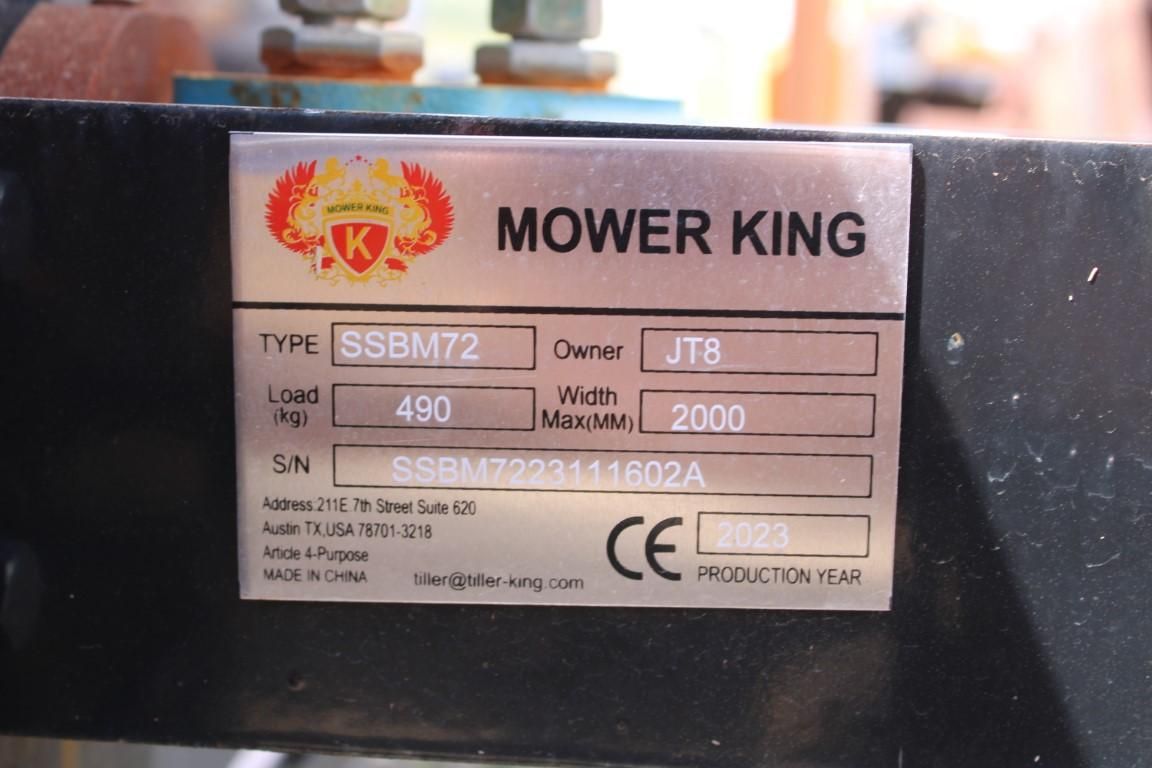 MOWER KING
K
MOWER KING
TYPE SSBM72 Owner JT8
Load (kg) 490 Width Max(MM) 2000
S/N SSBM7223111602A
Address:211E.7th Street Suite 620
Austin TX,USA 78701-3218
Article 4-Purpose
MADE IN CHINA tiller@tiller-king.com
CE 2023
PRODUCTION YEAR